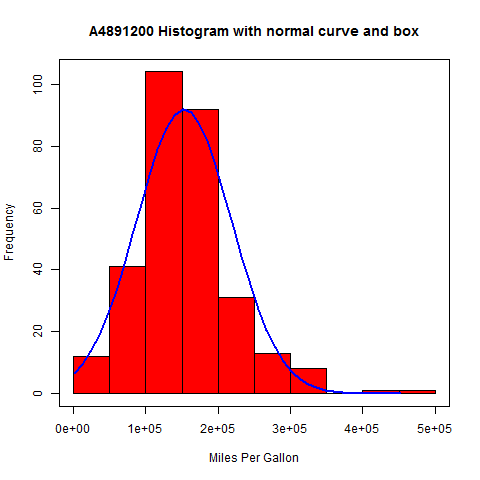 A4891200 Histogram with normal curve and box
Frequency
100
80
60
40
20
0
0e+00 1e+05 2e+05 3e+05 4e+05 5e+05
Miles Per Gallon